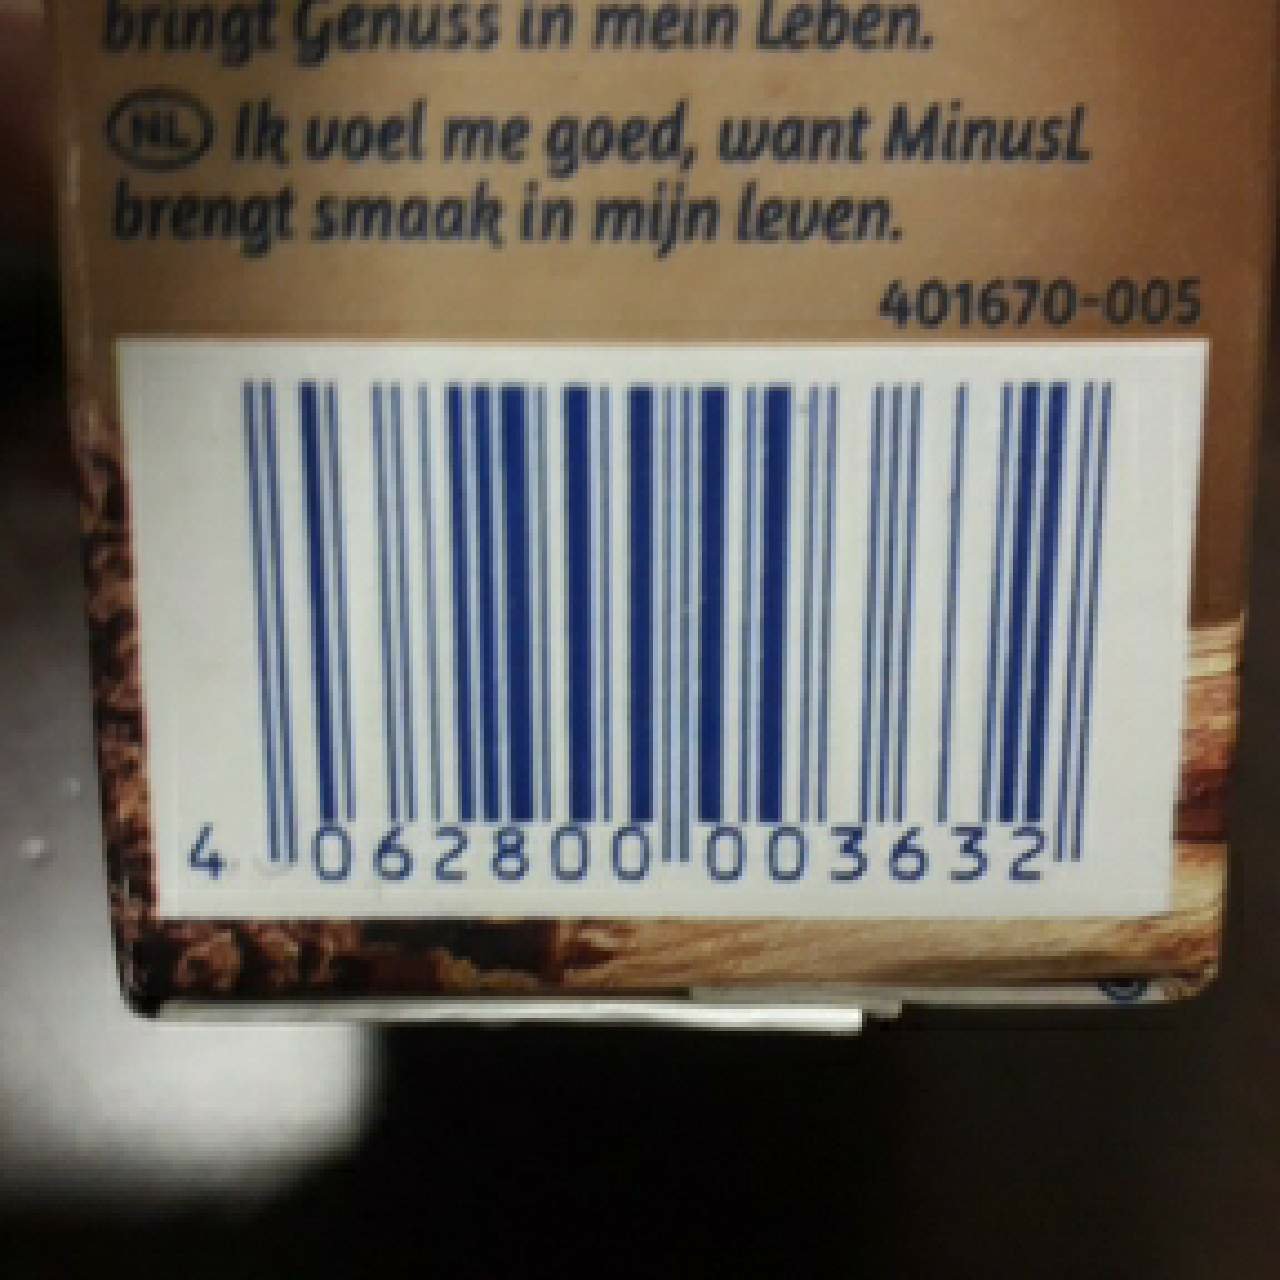 bringt Genuss in mein Leben.
NL Ik voel me goed, want MinusL
brengt smaak in mijn leven.
401670-005
4 062800 003632